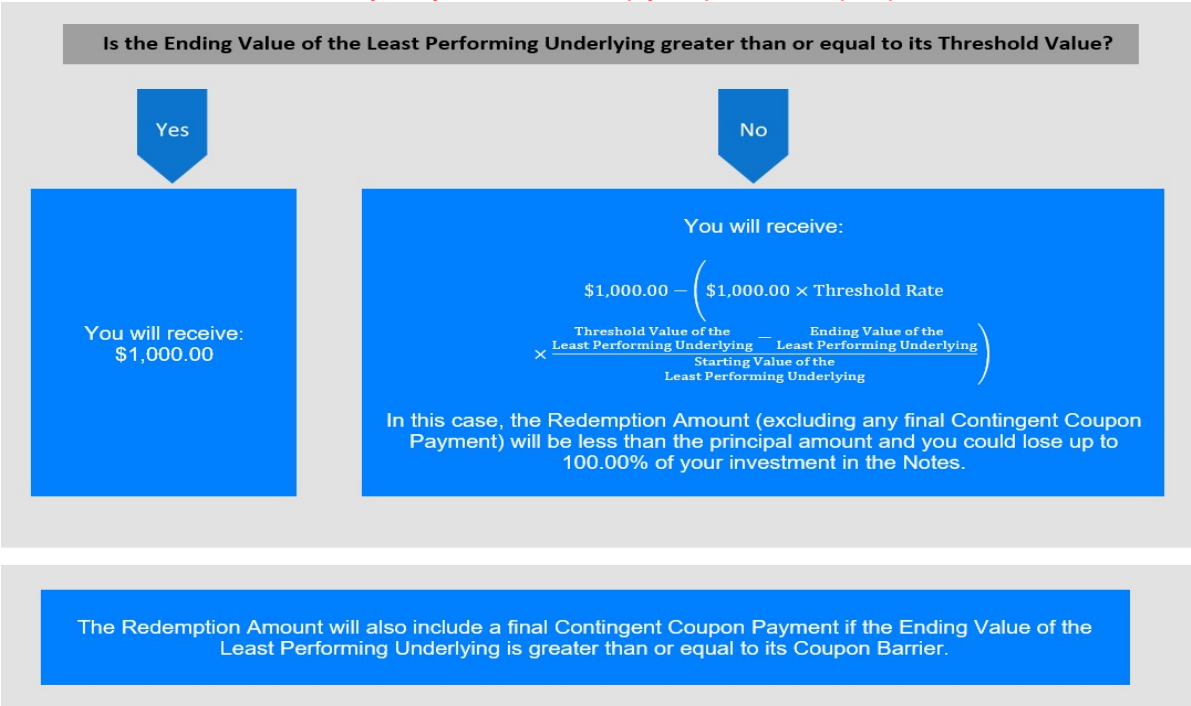 Is the Ending Value of the Least Performing Underlying greater than or equal to its Threshold Value?
Yes
No
You will receive:
$1,000.00
You will receive:
$1,000.00 − ($1,000.00 × Threshold Rate
× Threshold Value of the Least Performing Underlying − Ending Value of the Least Performing Underlying
Starting Value of the
Least Performing Underlying)
In this case, the Redemption Amount (excluding any final Contingent Coupon
Payment) will be less than the principal amount and you could lose up to
100.00% of your investment in the Notes.
The Redemption Amount will also include a final Contingent Coupon Payment if the Ending Value of the
Least Performing Underlying is greater than or equal to its Coupon Barrier.